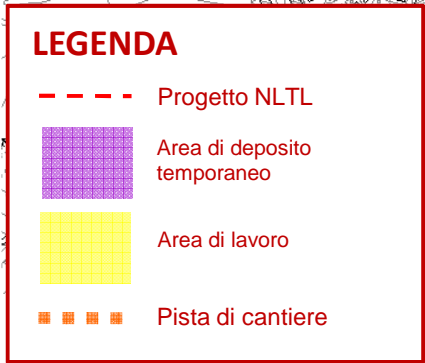 LEGENDA
Progetto NLTL
Area di deposito
temporaneo
Area di lavoro
Pista di cantiere